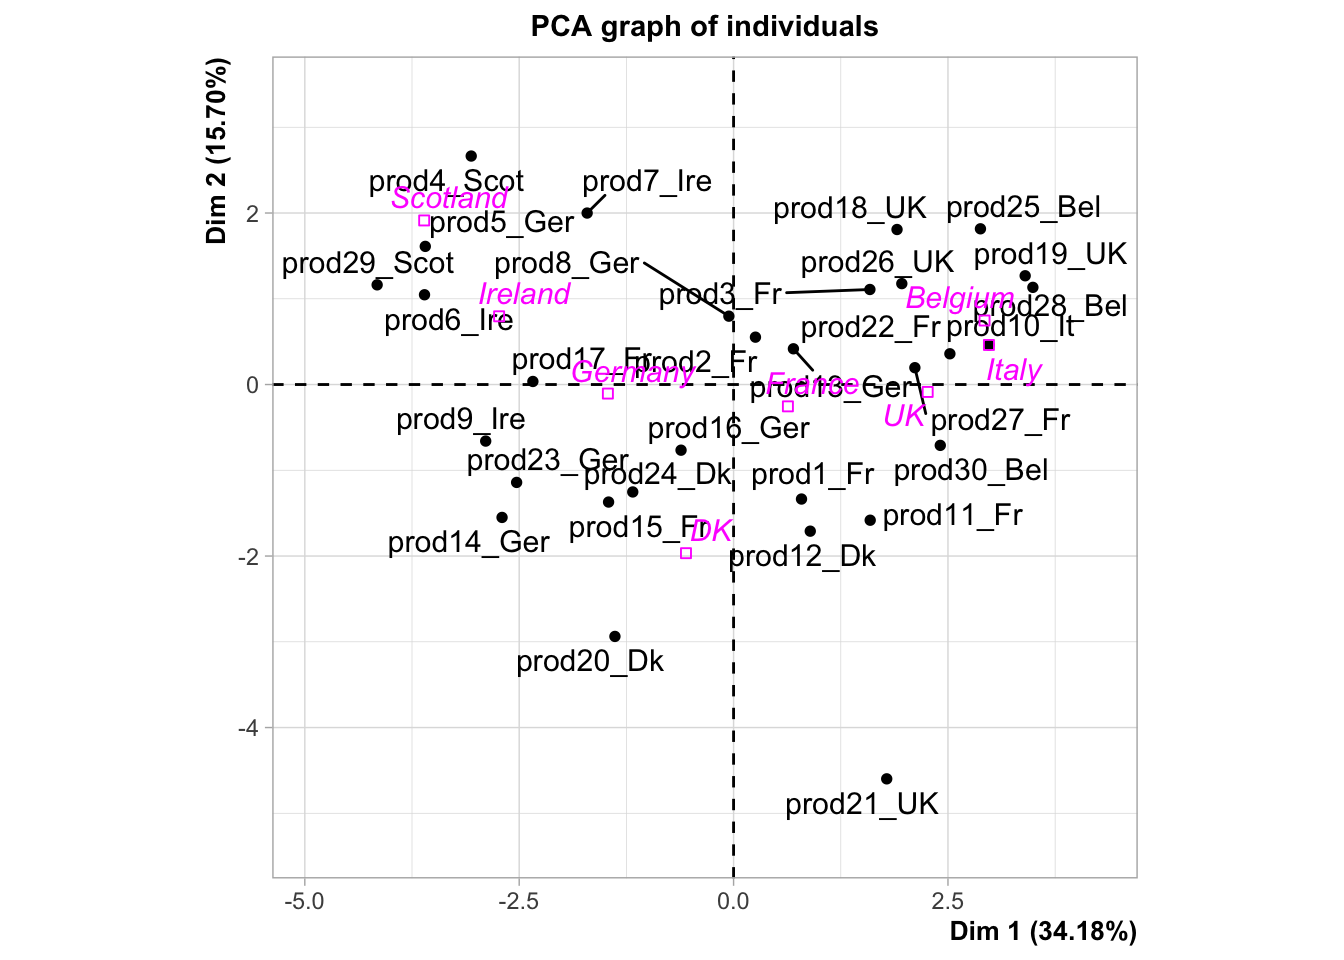 PCA graph of individuals
Dim 2 (15.70%)
prod4_Scot
prod7_Ire
Scotland
prod18_UK
prod25_Bel
2
prod5_Ger
prod19_UK
prod29_Scot
prod8_Ger
prod26_UK
Ireland
prod3_Fr
Belgium
prod28_Bel
prod6_Ire
prod22_Fr
prod10_It
prod17_Fr
prod2_Fr
Germany
Italy
0
France
prod13_Ger
prod9_Ire
UK
prod27_Fr
prod16_Ger
prod23_Ger
prod24_Dk
prod1_Fr
prod30_Bel
prod15_Fr
DK
prod11_Fr
prod14_Ger
-2
prod12_Dk
prod20_Dk
-4
prod21_UK
-5.0
-2.5
0.0
2.5
Dim 1 (34.18%)